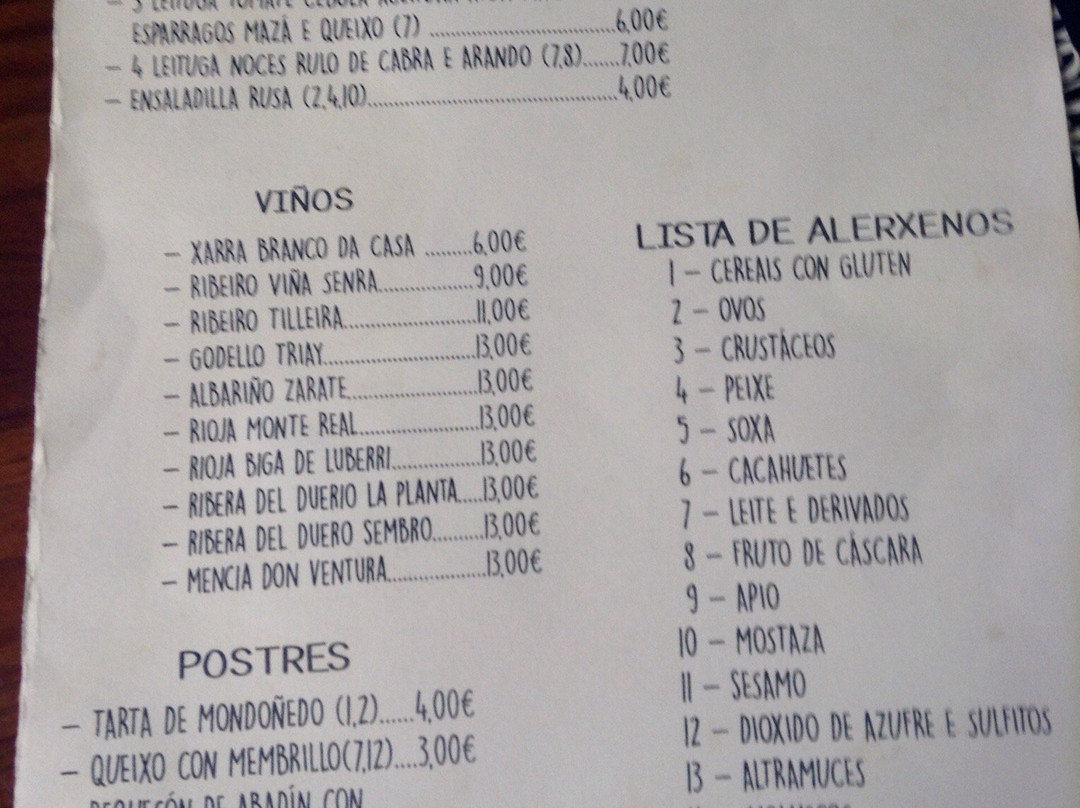 ESPARRAGOS MAZÁ E QUEIXO (7) ........................6,00€
- 4 LEITUGA NOCES RULO DE CABRA E ARANDO (7,8).......7,00€
- ENSALADILLA RUSA (2,4,10)................................4,00€
VIÑOS
- XARRA BRANCO DA CASA ........6,00€
- RIBEIRO VIÑA SENRA................9,00€
- RIBEIRO TILLEIRA.....................11,00€
- GODELLO TRIAY........................13,00€
- ALBARIÑO ZARATE....................13,00€
- RIOJA MONTE REAL...................13,00€
- RIOJA BIGA DE LUBERRI..............13,00€
- RIBERA DEL DUERIO LA PLANTA.....13,00€
- RIBERA DEL DUERO SEMBRO.........13,00€
- MENCIA DON VENTURA.................13,00€
LISTA DE ALERXENOS
1 - CEREAIS CON GLUTEN
2 - OVOS
3 - CRUSTÁCEOS
4 - PEIXE
5 - SOXA
6 - CACAHUETES
7 - LEITE E DERIVADOS
8 - FRUTO DE CÁSCARA
9 - APIO
10 - MOSTAZA
11 - SESAMO
12 - DIOXIDO DE AZUFRE E SULFITOS
13 - ALTRAMUCES
POSTRES
- TARTA DE MONDOÑEDO (1,2)......4,00€
- QUEIXO CON MEMBRILLO(7,12)....3,00€
DE ABADÍN CON